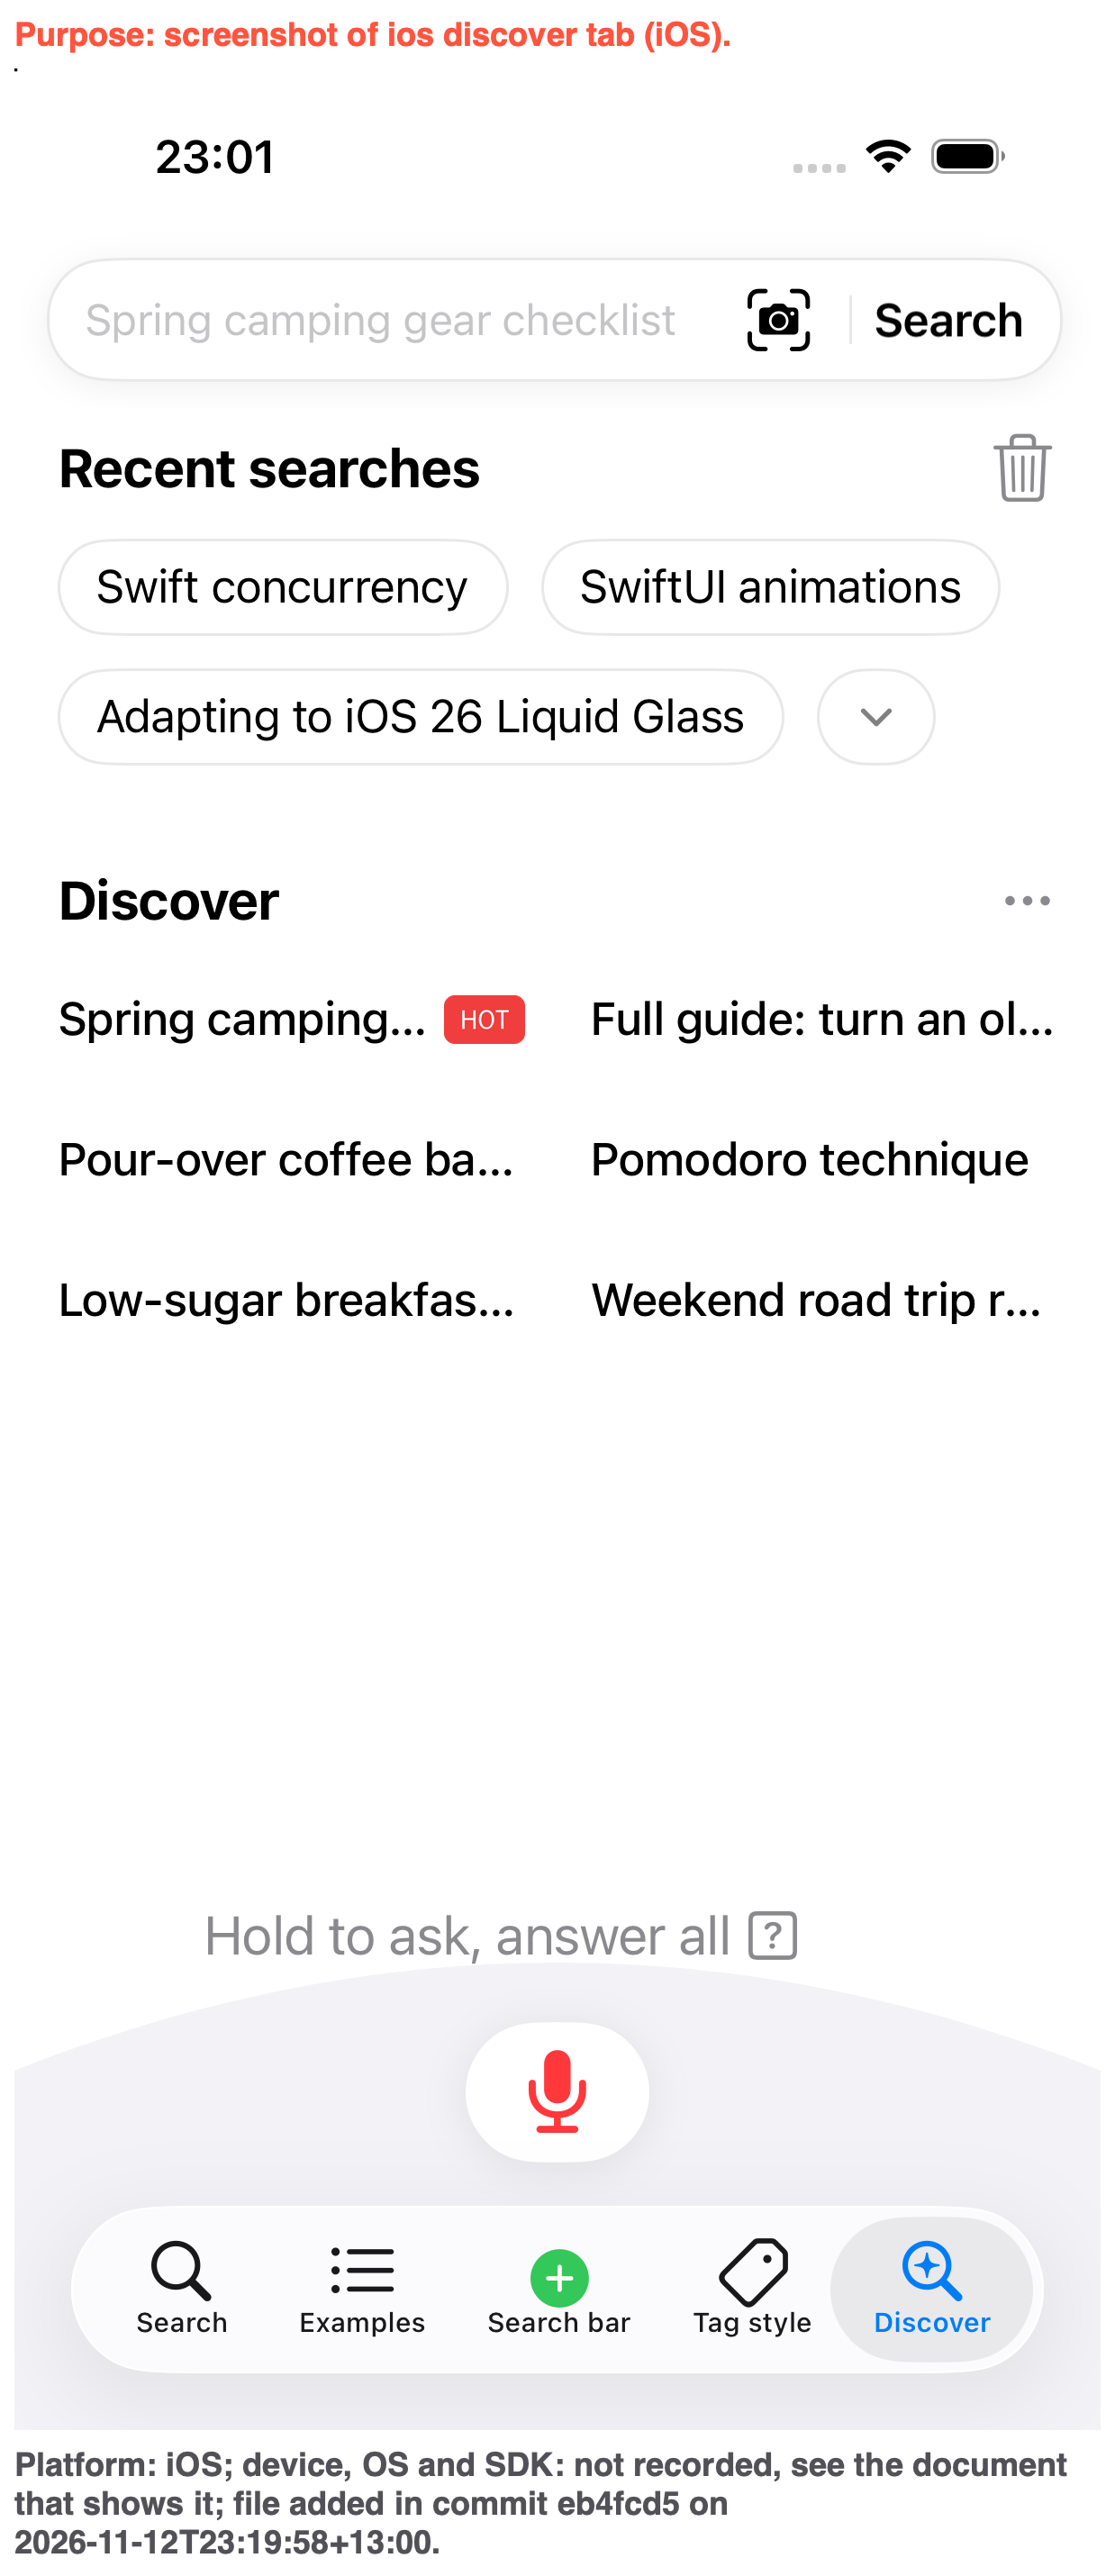 Purpose: screenshot of ios discover tab (iOS).
.
23:01
Spring camping gear checklist
Search
Recent searches
Swift concurrency
SwiftUI animations
Adapting to iOS 26 Liquid Glass
Discover
Spring camping... HOT
Full guide: turn an ol...
Pour-over coffee ba...
Pomodoro technique
Low-sugar breakfas...
Weekend road trip r...
Hold to ask, answer all ?
Search
Examples
Search bar
Tag style
Discover
Platform: iOS; device, OS and SDK: not recorded, see the document
that shows it; file added in commit eb4fcd5 on
2026-11-12T23:19:58+13:00.